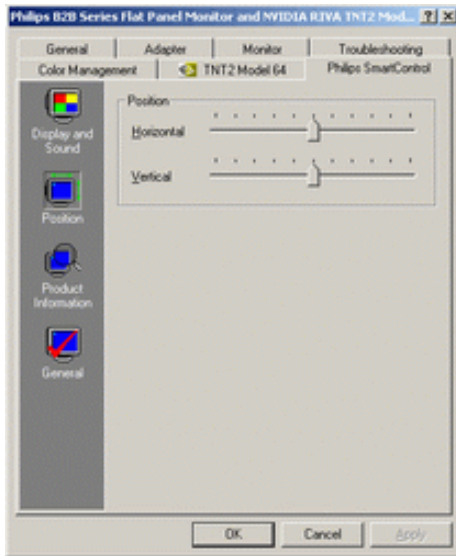 Philips B2B Series Flat Panel Monitor and NVIDIA RIVA TNT2 Mod...
General Adapter Monitor Troubleshooting
Color Management TNT2 Model 64 Philips SmartControl
Display and
Sound
Position
Product
Information
General
Position
Horizontal
Vertical
OK Cancel Apply